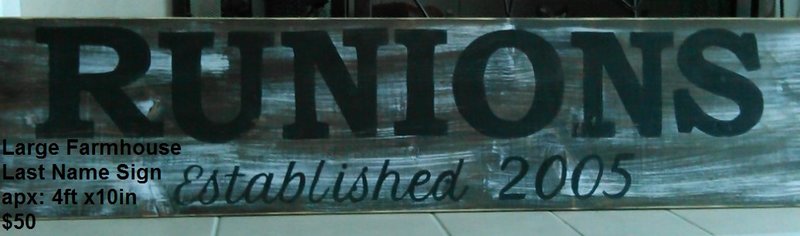 RUNIONS
Established 2005
Large Farmhouse
Last Name Sign
apx: 4ft x10in
$50